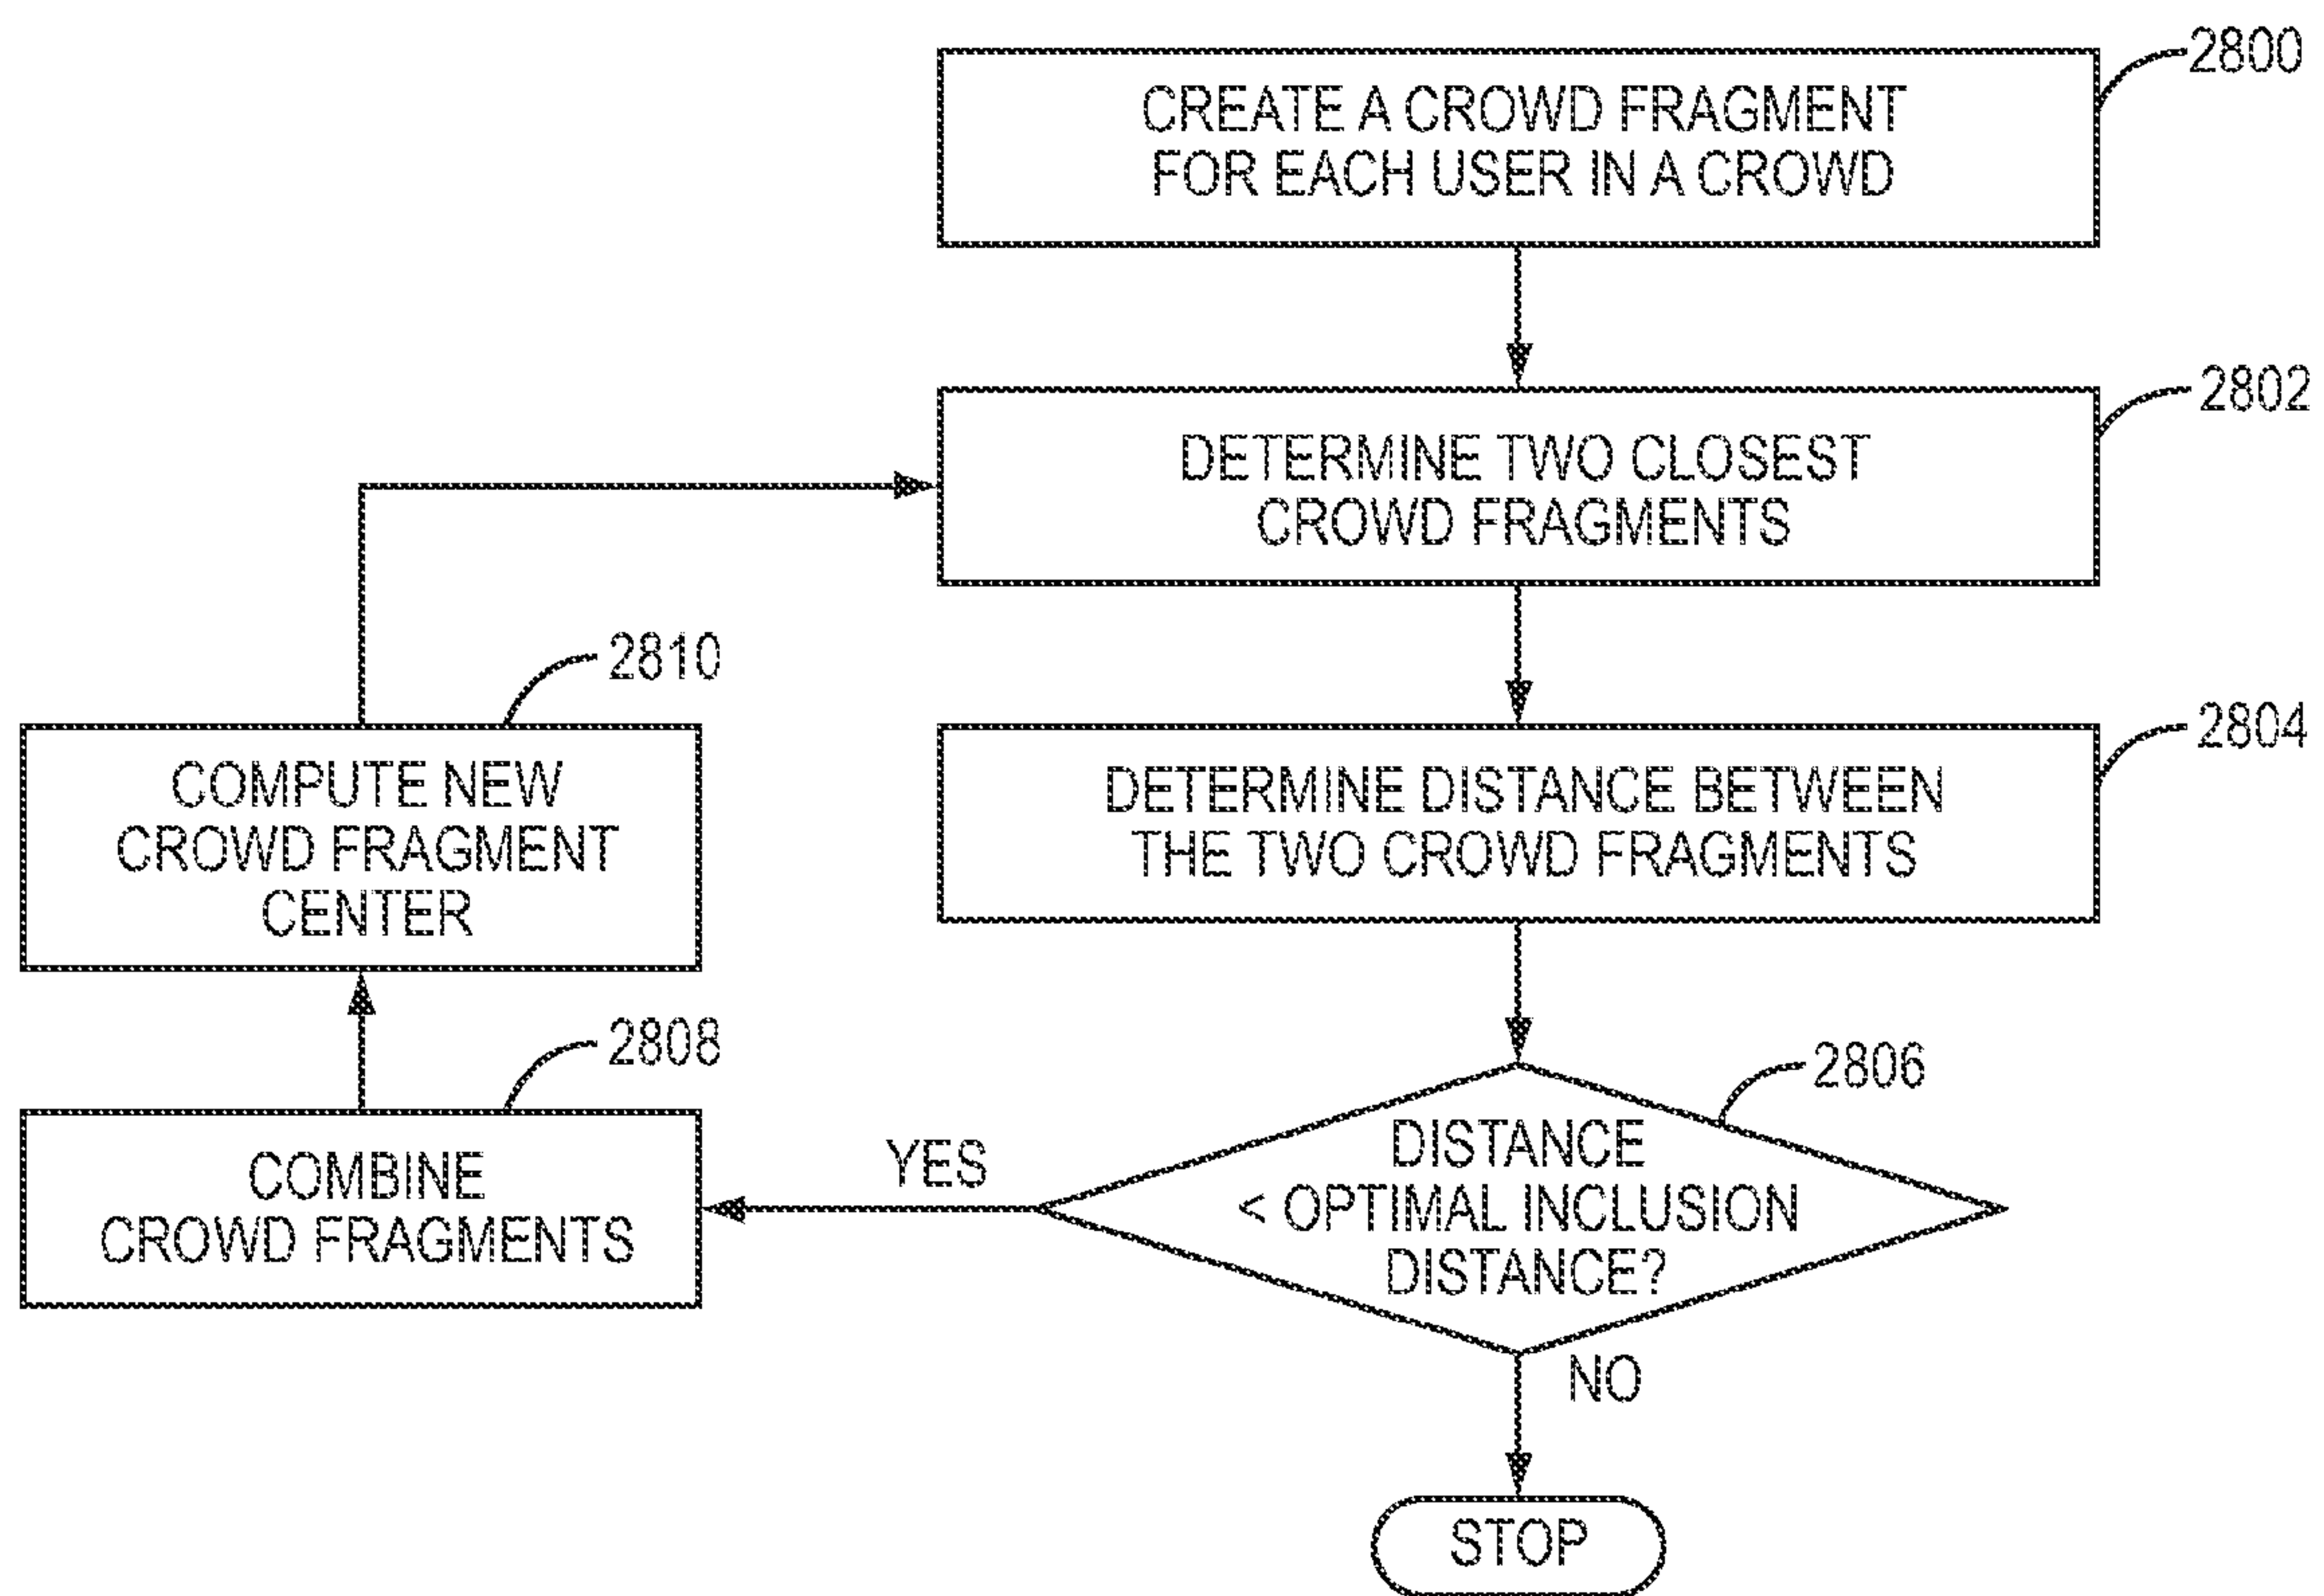 2800
CREATE A CROWD FRAGMENT
FOR EACH USER IN A CROWD
2802
DETERMINE TWO CLOSEST
CROWD FRAGMENTS
2810
COMPUTE NEW
CROWD FRAGMENT
CENTER
2804
DETERMINE DISTANCE BETWEEN
THE TWO CROWD FRAGMENTS
2808
COMBINE
CROWD FRAGMENTS
YES
2806
DISTANCE
< OPTIMAL INCLUSION
DISTANCE?
NO
STOP